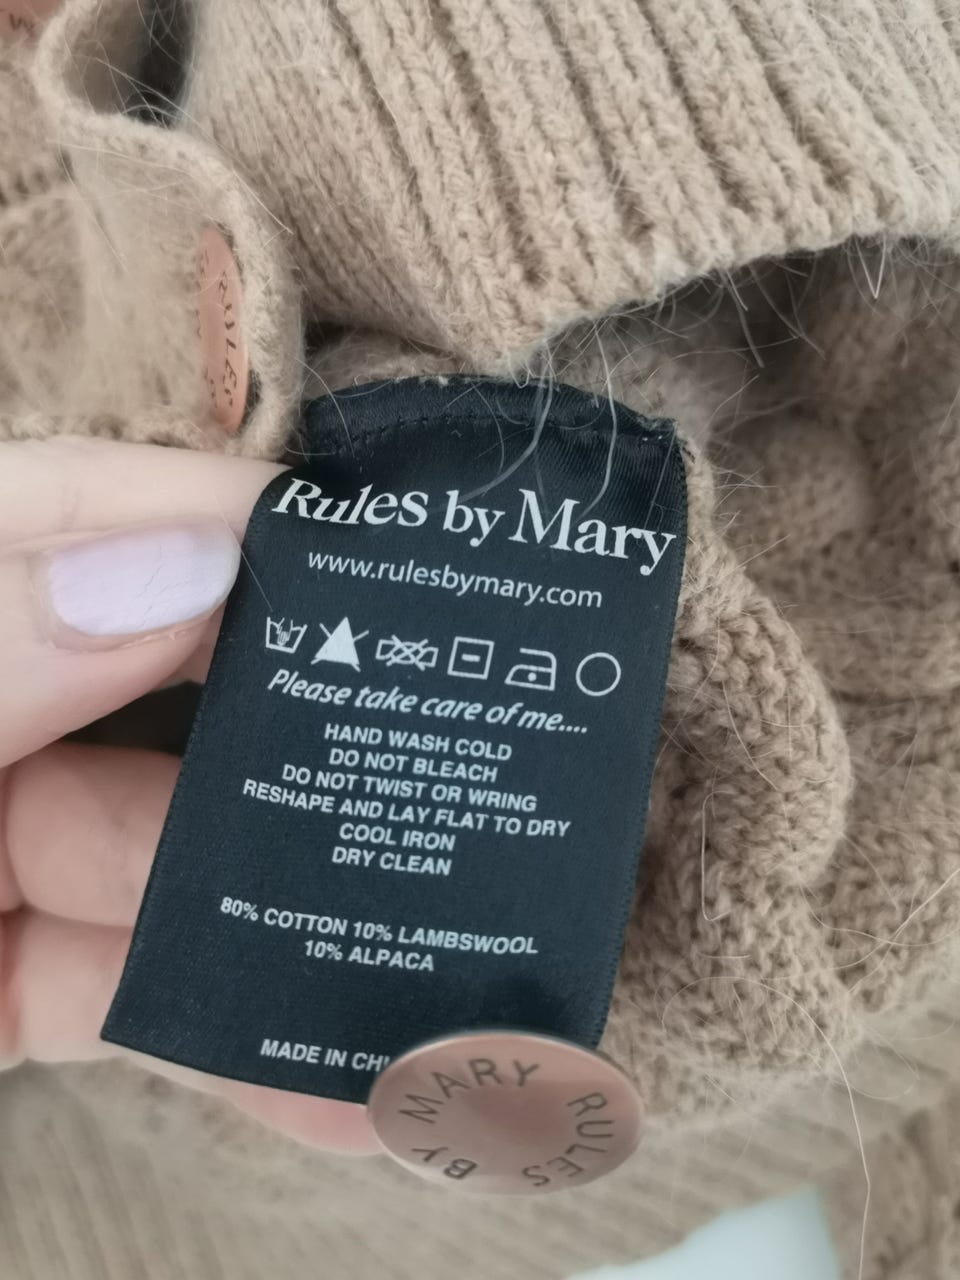 Rules by Mary
www.rulesbymary.com
Please take care of me....
HAND WASH COLD
DO NOT BLEACH
DO NOT TWIST OR WRING
RESHAPE AND LAY FLAT TO DRY
COOL IRON
DRY CLEAN
80% COTTON 10% LAMBSWOOL
10% ALPACA
MADE IN
RULES BY MARY
RULES